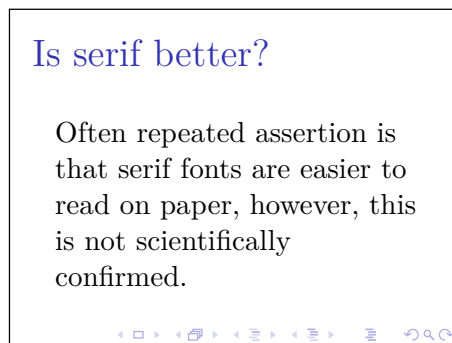 Is serif better?
Often repeated assertion is
that serif fonts are easier to
read on paper, however, this
is not scientifically
confirmed.